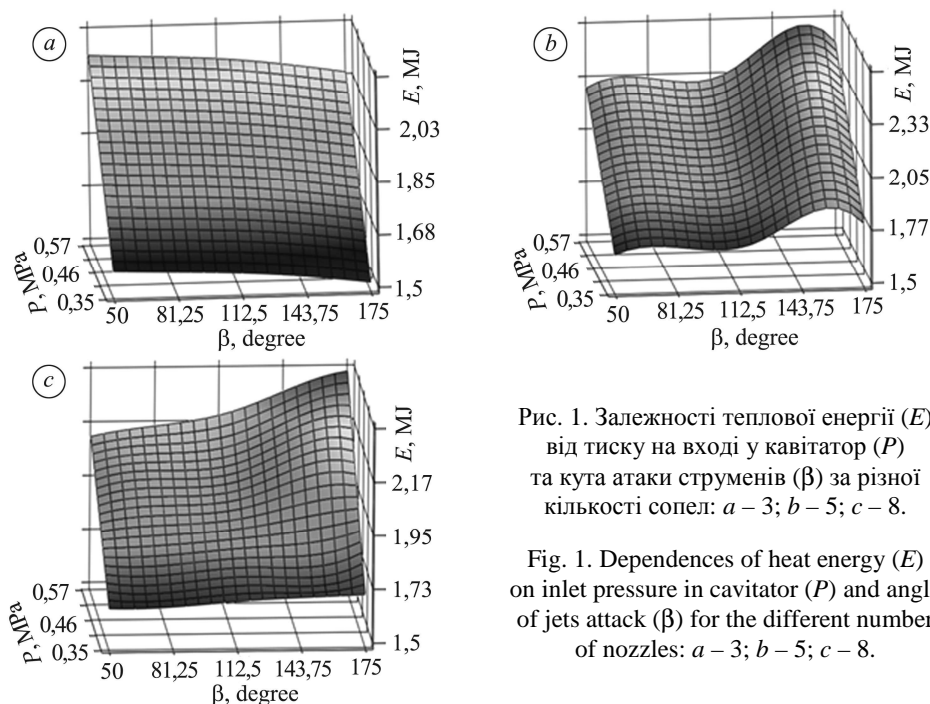 a
E, MJ
2,03
1,85
1,68
1,5
P, MPa
0,57
0,46
0,35
50 81,25 112,5 143,75 175
β, degree
b
E, MJ
2,33
2,05
1,77
1,5
P, MPa
0,57
0,46
0,35
50 81,25 112,5 143,75 175
β, degree
c
E, MJ
2,17
1,95
1,73
1,5
P, MPa
0,57
0,46
0,35
50 81,25 112,5 143,75 175
β, degree
Рис. 1. Залежності теплової енергії (E)
від тиску на вході у кавітатор (P)
та кута атаки струменів (β) за різної
кількості сопел: a – 3; b – 5; c – 8.
Fig. 1. Dependences of heat energy (E)
on inlet pressure in cavitator (P) and angl
of jets attack (β) for the different number
of nozzles: a – 3; b – 5; c – 8.